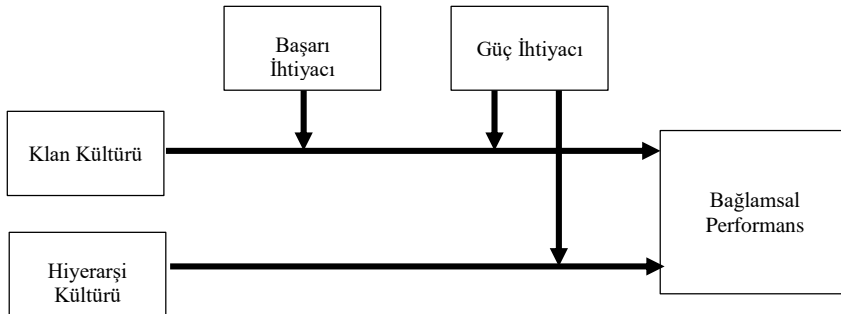 Başarı
İhtiyacı
Güç İhtiyacı
Klan Kültürü
Bağlamsal
Performans
Hiyerarşi
Kültürü